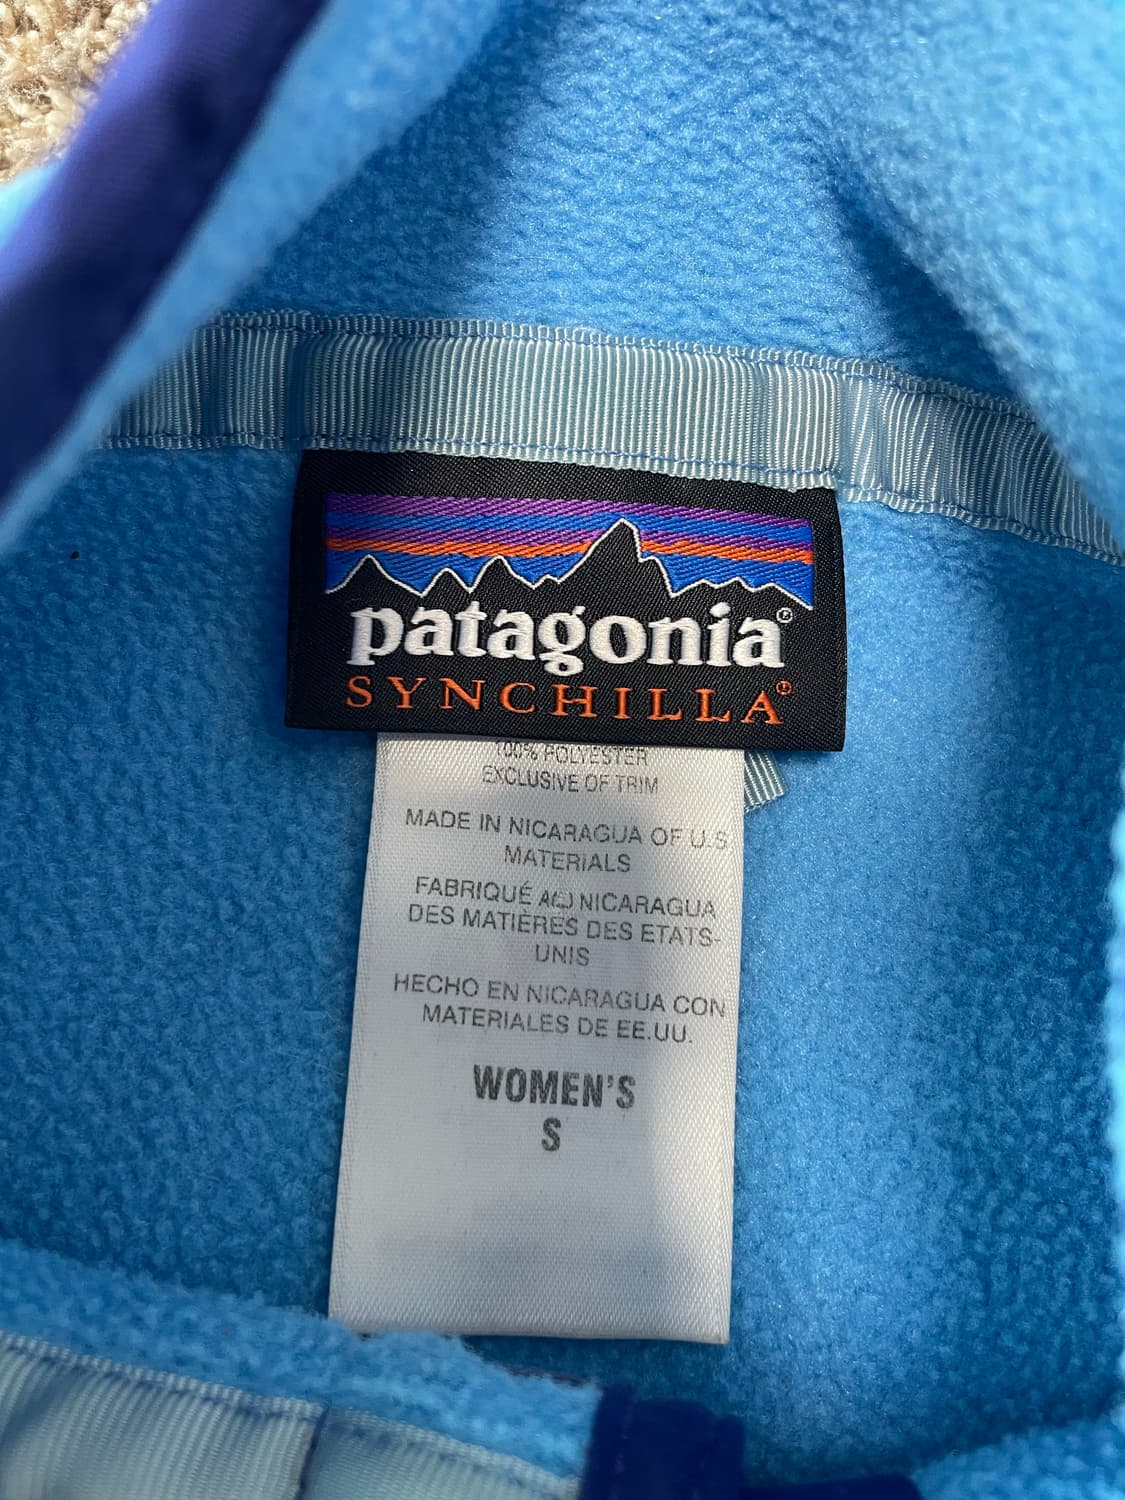 patagonia®
SYNCHILLA®
100% POLYESTER
EXCLUSIVE OF TRIM
MADE IN NICARAGUA OF U.S
MATERIALS
FABRIQUÉ AU NICARAGUA
DES MATIÈRES DES ETATS-
UNIS
HECHO EN NICARAGUA CON
MATERIALES DE EE.UU.
WOMEN'S
S